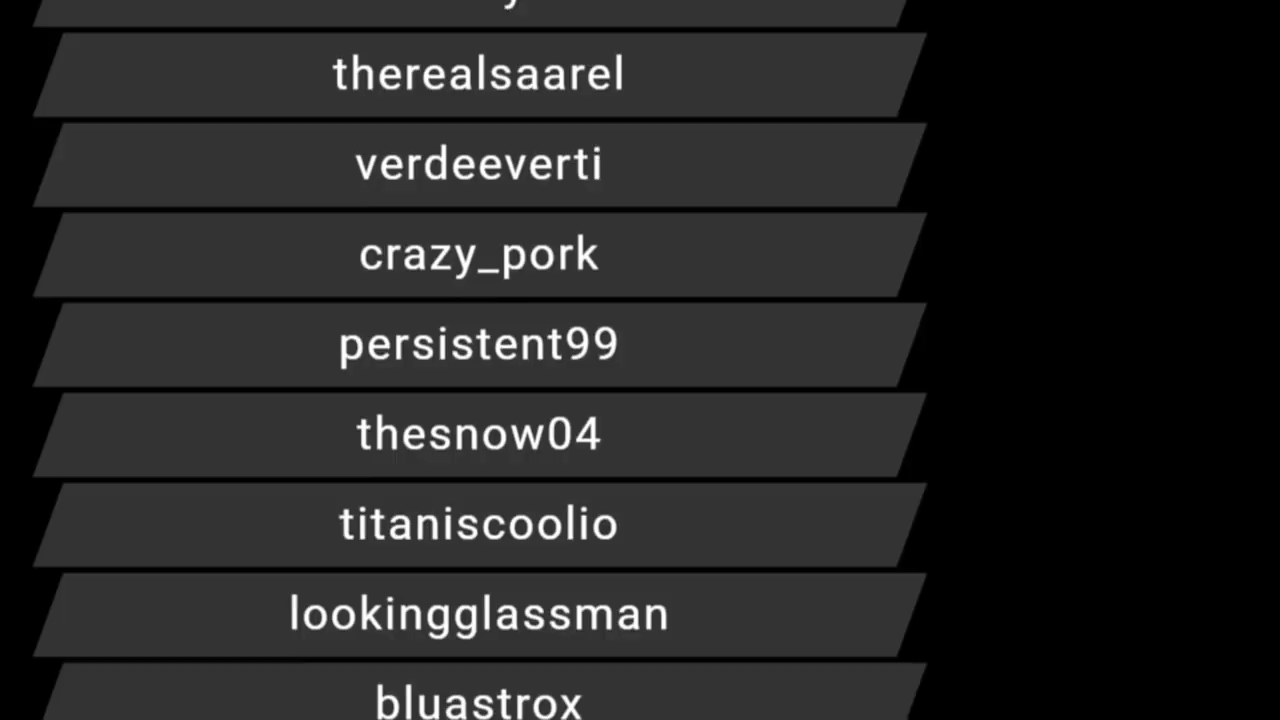 therealsaarel
verdeeverti
crazy_pork
persistent99
thesnow04
titaniscoolio
lookingglassman
bluastrox